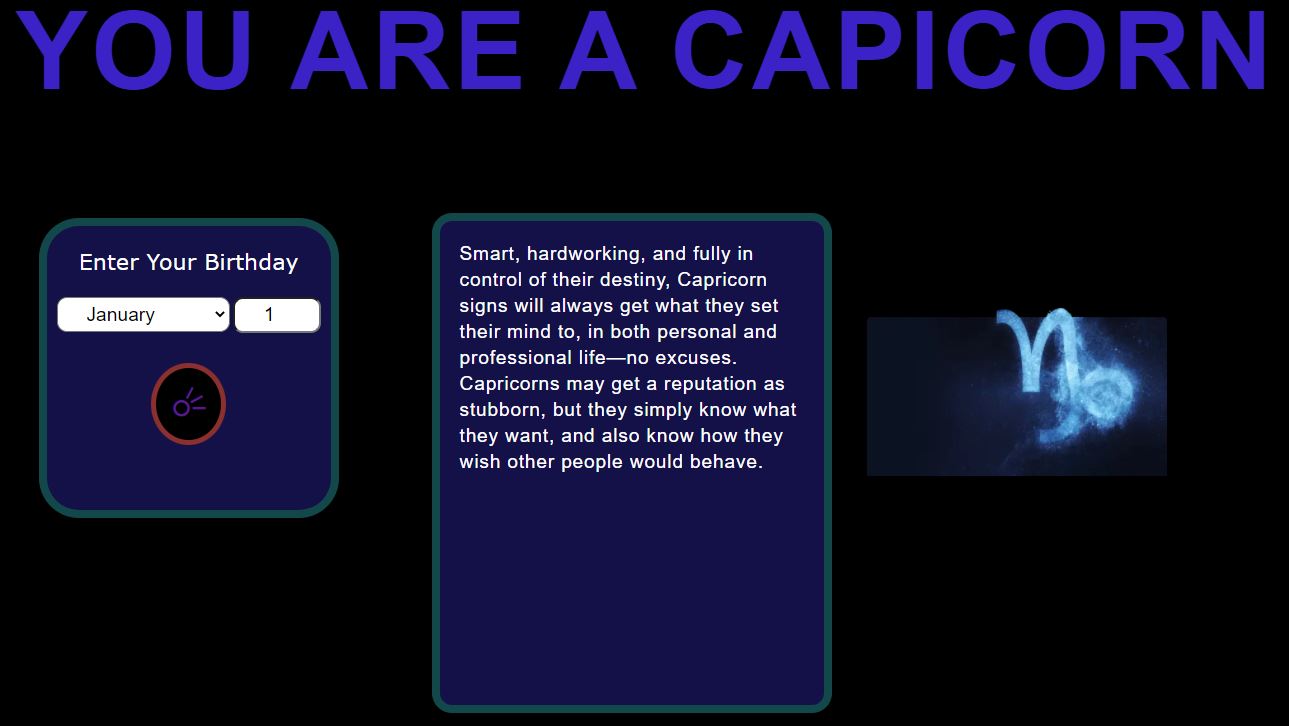 YOU ARE A CAPICORN
Enter Your Birthday
January 1
Smart, hardworking, and fully in
control of their destiny, Capricorn
signs will always get what they set
their mind to, in both personal and
professional life—no excuses.
Capricorns may get a reputation as
stubborn, but they simply know what
they want, and also know how they
wish other people would behave.